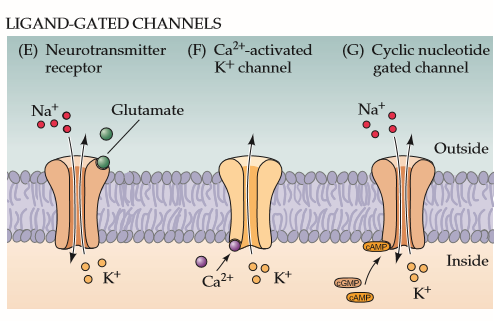 LIGAND-GATED CHANNELS
(E) Neurotransmitter
receptor
(F) Ca²⁺-activated
K⁺ channel
(G) Cyclic nucleotide
gated channel
Na⁺
Glutamate
Na⁺
Outside
cAMP
Inside
K⁺
Ca²⁺
K⁺
cGMP
cAMP
K⁺